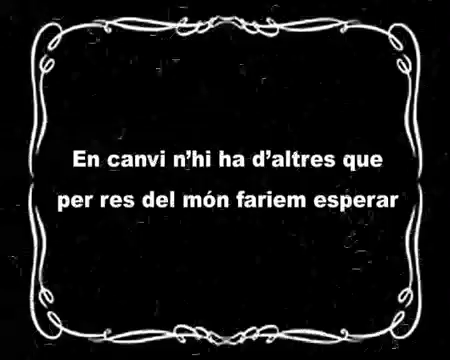 En canvi n’hi ha d’altres que
per res del món fariem esperar